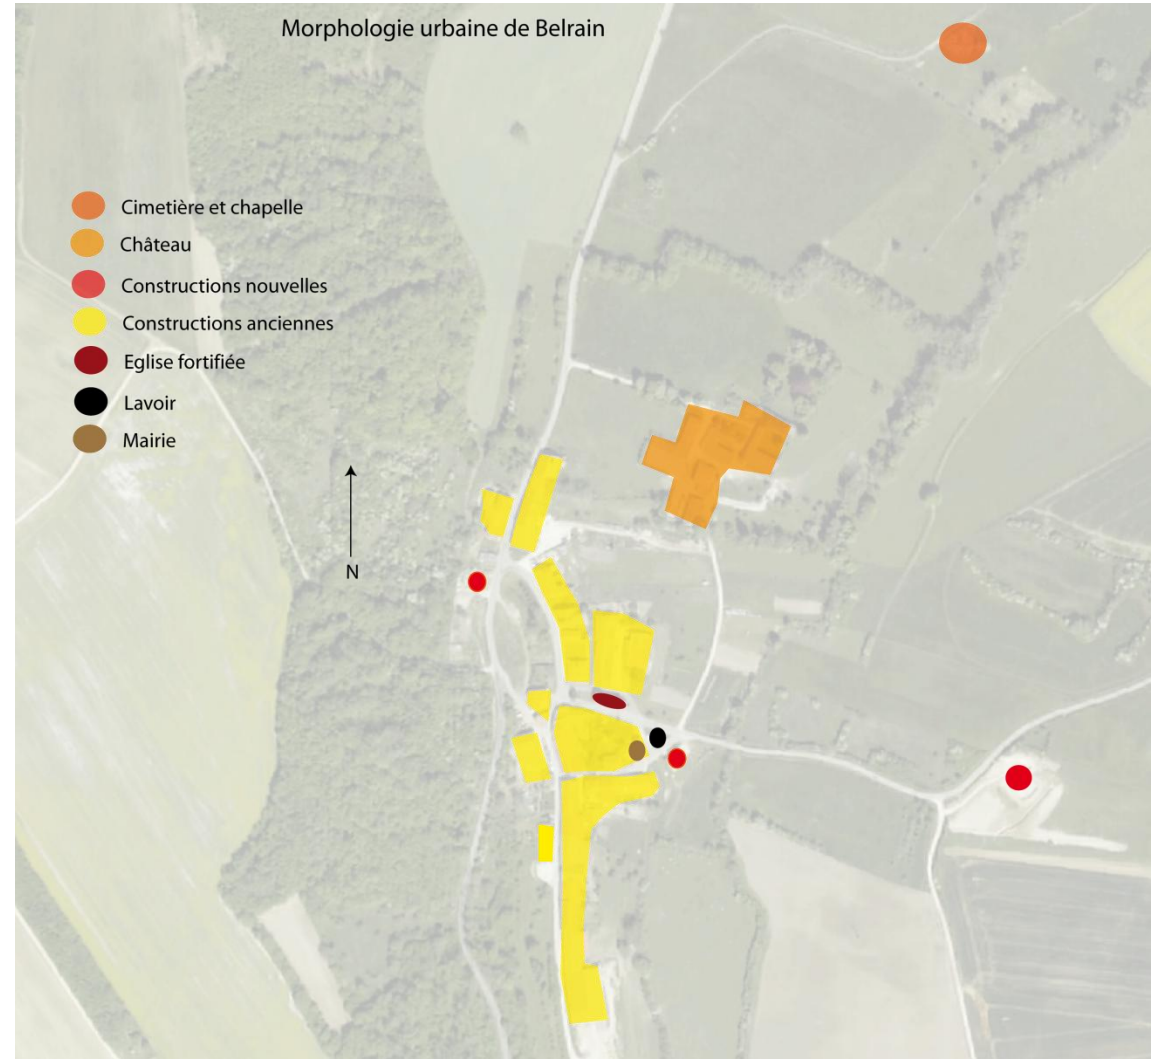 Morphologie urbaine de Belrain
Cimetière et chapelle
Château
Constructions nouvelles
Constructions anciennes
Eglise fortifiée
Lavoir
Mairie
N